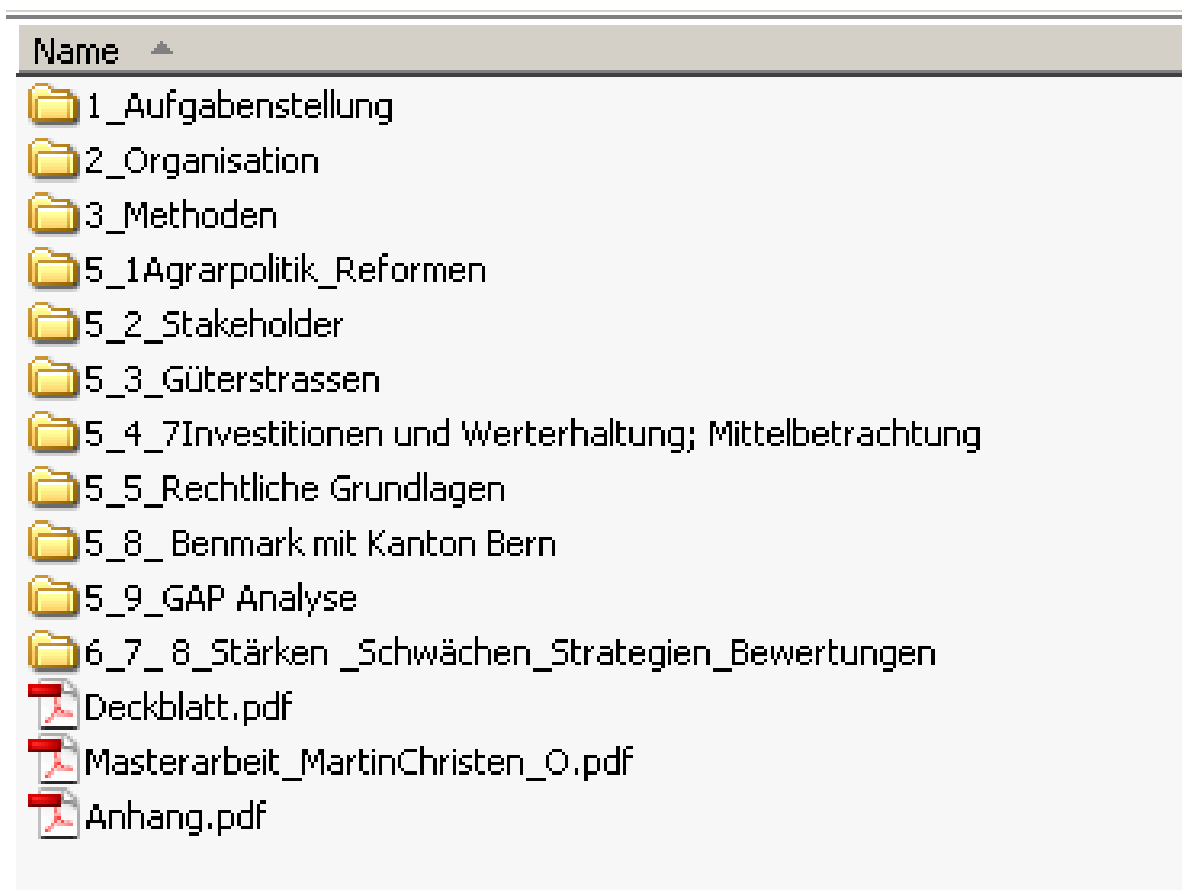 Name
1_Aufgabenstellung
2_Organisation
3_Methoden
5_1Agrarpolitik_Reformen
5_2_Stakeholder
5_3_Güterstrassen
5_4_7Investitionen und Werterhaltung; Mittelbetrachtung
5_5_Rechtliche Grundlagen
5_8_ Benmark mit Kanton Bern
5_9_GAP Analyse
6_7_ 8_Stärken _Schwächen_Strategien_Bewertungen
Deckblatt.pdf
Masterarbeit_MartinChristen_O.pdf
Anhang.pdf